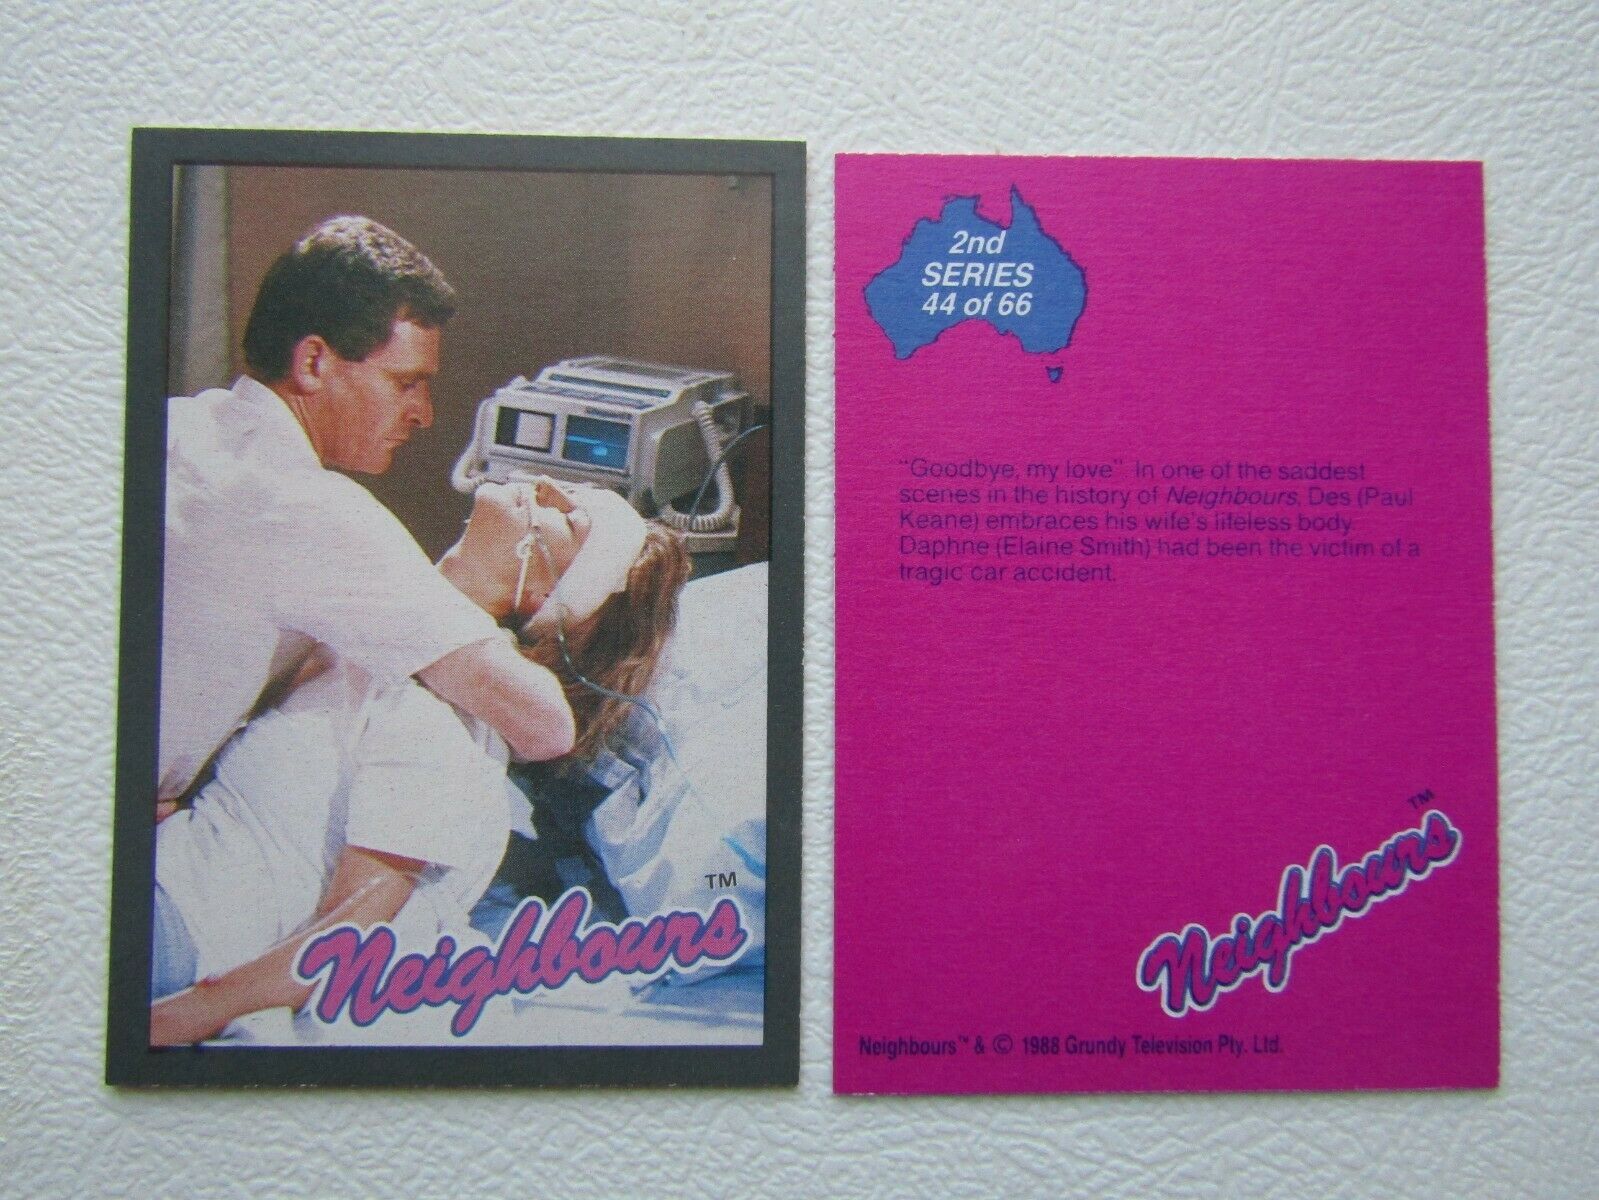 TM
Neighbours
2nd
SERIES
44 of 66
"Goodbye, my love" In one of the saddest
scenes in the history of Neighbours, Des (Paul
Keane) embraces his wife's lifeless body.
Daphne (Elaine Smith) had been the victim of a
tragic car accident.
TM
Neighbours
Neighbours™ & © 1988 Grundy Television Pty. Ltd.